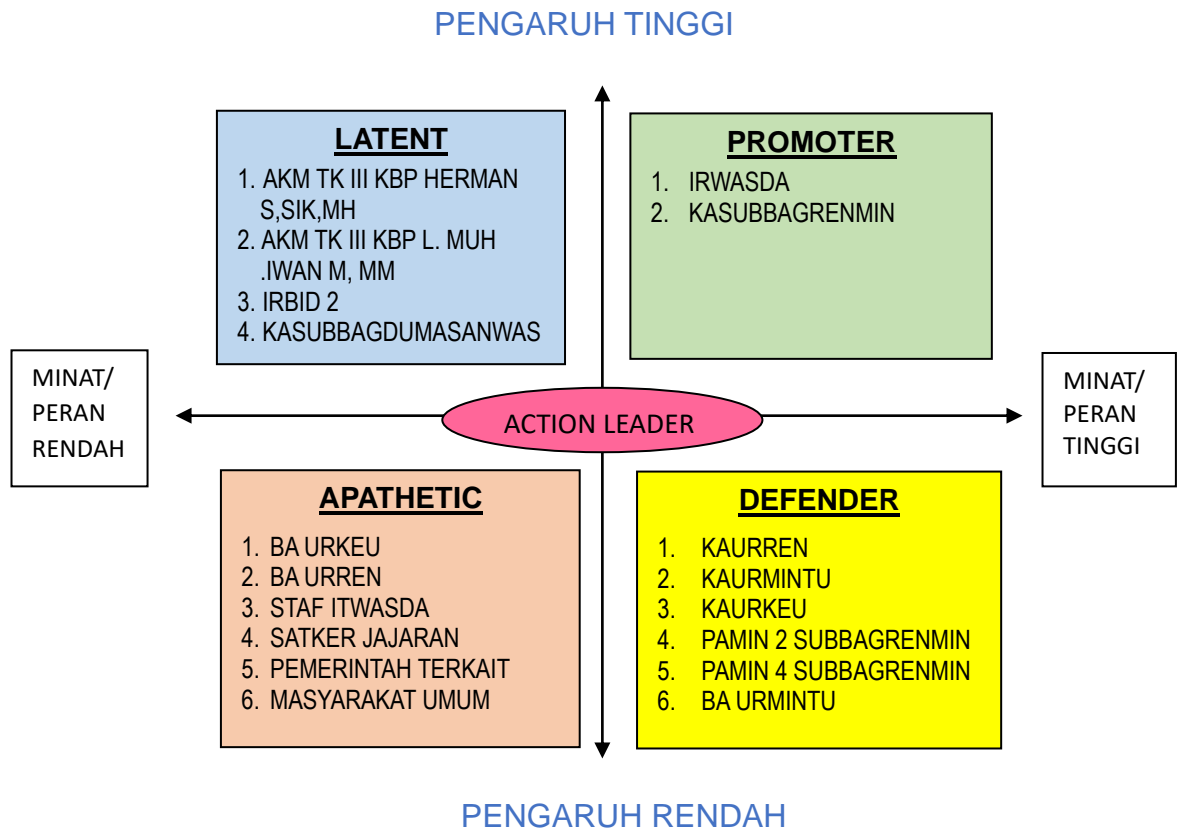 PENGARUH TINGGI
LATENT
1. AKM TK III KBP HERMAN
S,SIK,MH
2. AKM TK III KBP L. MUH
.IWAN M, MM
3. IRBID 2
4. KASUBBAGDUMASANWAS
PROMOTER
1. IRWASDA
2. KASUBBAGRENMIN
MINAT/
PERAN
RENDAH
ACTION LEADER
MINAT/
PERAN
TINGGI
APATHETIC
1. BA URKEU
2. BA URREN
3. STAF ITWASDA
4. SATKER JAJARAN
5. PEMERINTAH TERKAIT
6. MASYARAKAT UMUM
DEFENDER
1. KAURREN
2. KAURMINTU
3. KAURKEU
4. PAMIN 2 SUBBAGRENMIN
5. PAMIN 4 SUBBAGRENMIN
6. BA URMINTU
PENGARUH RENDAH